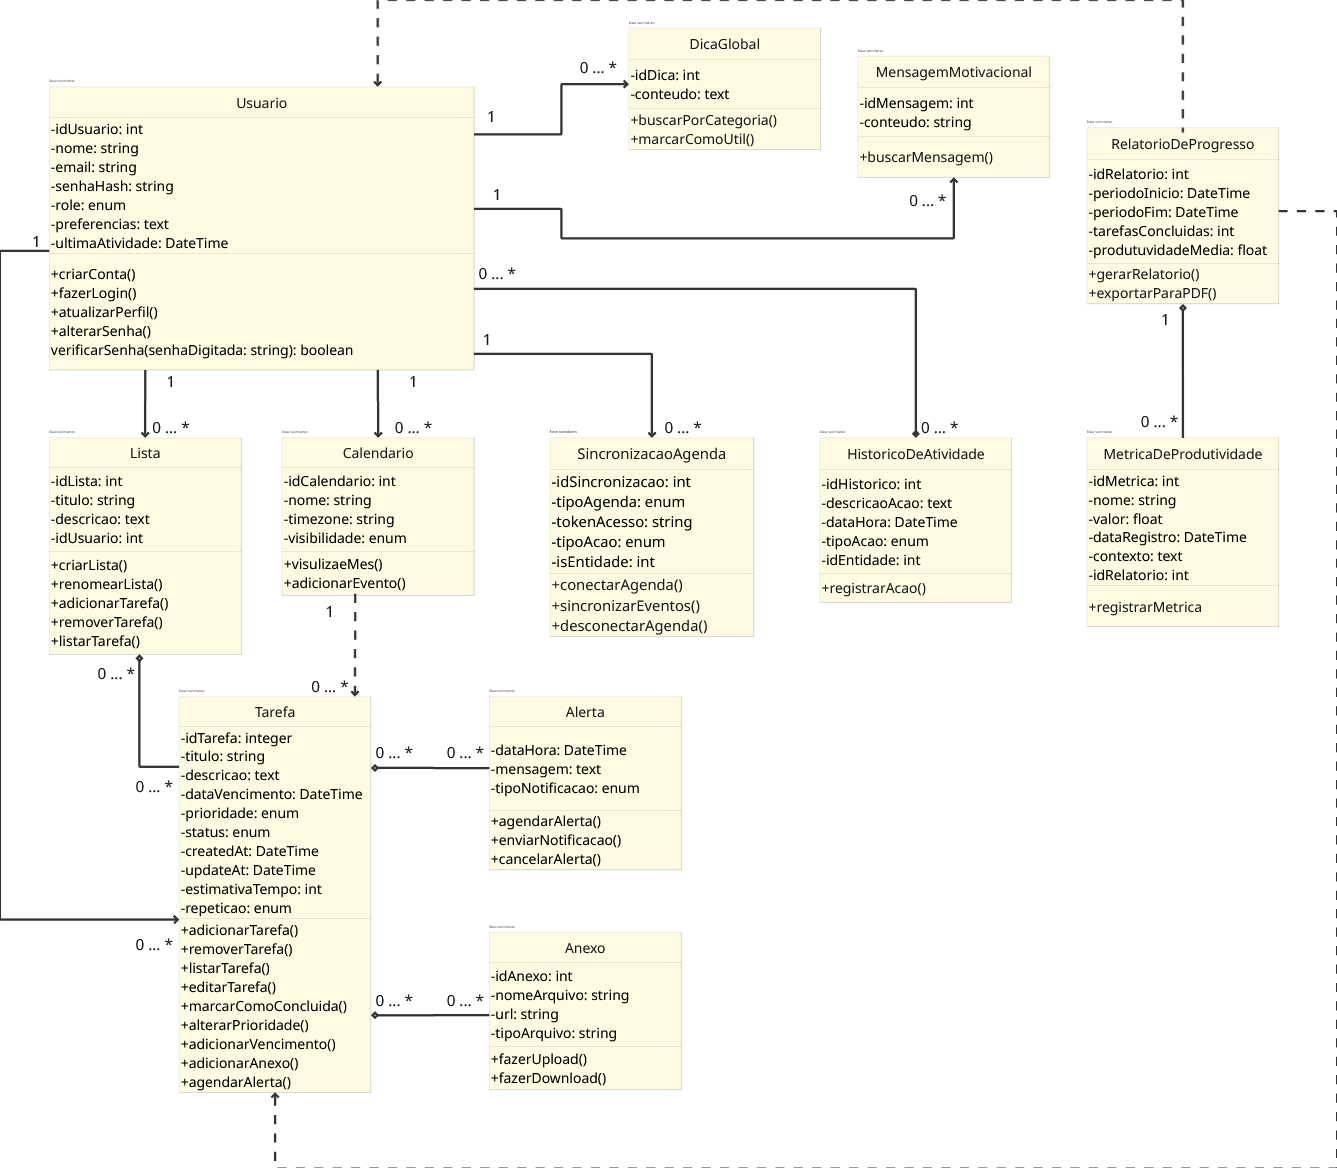 DicaGlobal
-idDica: int
-conteudo: text
+buscarPorCategoria()
+marcarComoUtil()
0 ... *
1
MensagemMotivacional
-idMensagem: int
-conteudo: string
+buscarMensagem()
0 ... *
1
Usuario
-idUsuario: int
-nome: string
-email: string
-senhaHash: string
-role: enum
-preferencias: text
-ultimaAtividade: DateTime
+criarConta()
+fazerLogin()
+atualizarPerfil()
+alterarSenha()
verificarSenha(senhaDigitada: string): boolean
1
0 ... *
1
1
1
RelatorioDeProgresso
-idRelatorio: int
-periodoInicio: DateTime
-periodoFim: DateTime
-tarefasConcluidas: int
-produtuvidadeMedia: float
+gerarRelatorio()
+exportarParaPDF()
1
0 ... *
0 ... *
0 ... *
0 ... *
0 ... *
Lista
-idLista: int
-titulo: string
-descricao: text
-idUsuario: int
+criarLista()
+renomearLista()
+adicionarTarefa()
+removerTarefa()
+listarTarefa()
Calendario
-idCalendario: int
-nome: string
-timezone: string
-visibilidade: enum
+visulizaeMes()
+adicionarEvento()
SincronizacaoAgenda
-idSincronizacao: int
-tipoAgenda: enum
-tokenAcesso: string
-tipoAcao: enum
-isEntidade: int
+conectarAgenda()
+sincronizarEventos()
+desconectarAgenda()
HistoricoDeAtividade
-idHistorico: int
-descricaoAcao: text
-dataHora: DateTime
-tipoAcao: enum
-idEntidade: int
+registrarAcao()
MetricaDeProdutividade
-idMetrica: int
-nome: string
-valor: float
-dataRegistro: DateTime
-contexto: text
-idRelatorio: int
+registrarMetrica
1
0 ... *
0 ... *
0 ... *
Tarefa
-idTarefa: integer
-titulo: string
-descricao: text
-dataVencimento: DateTime
-prioridade: enum
-status: enum
-createdAt: DateTime
-updateAt: DateTime
-estimativaTempo: int
-repeticao: enum
+adicionarTarefa()
+removerTarefa()
+listarTarefa()
+editarTarefa()
+marcarComoConcluida()
+alterarPrioridade()
+adicionarVencimento()
+adicionarAnexo()
+agendarAlerta()
0 ... *
0 ... * 0 ... *
Alerta
-dataHora: DateTime
-mensagem: text
-tipoNotificacao: enum
+agendarAlerta()
+enviarNotificacao()
+cancelarAlerta()
0 ... * 0 ... *
Anexo
-idAnexo: int
-nomeArquivo: string
-url: string
-tipoArquivo: string
+fazerUpload()
+fazerDownload()